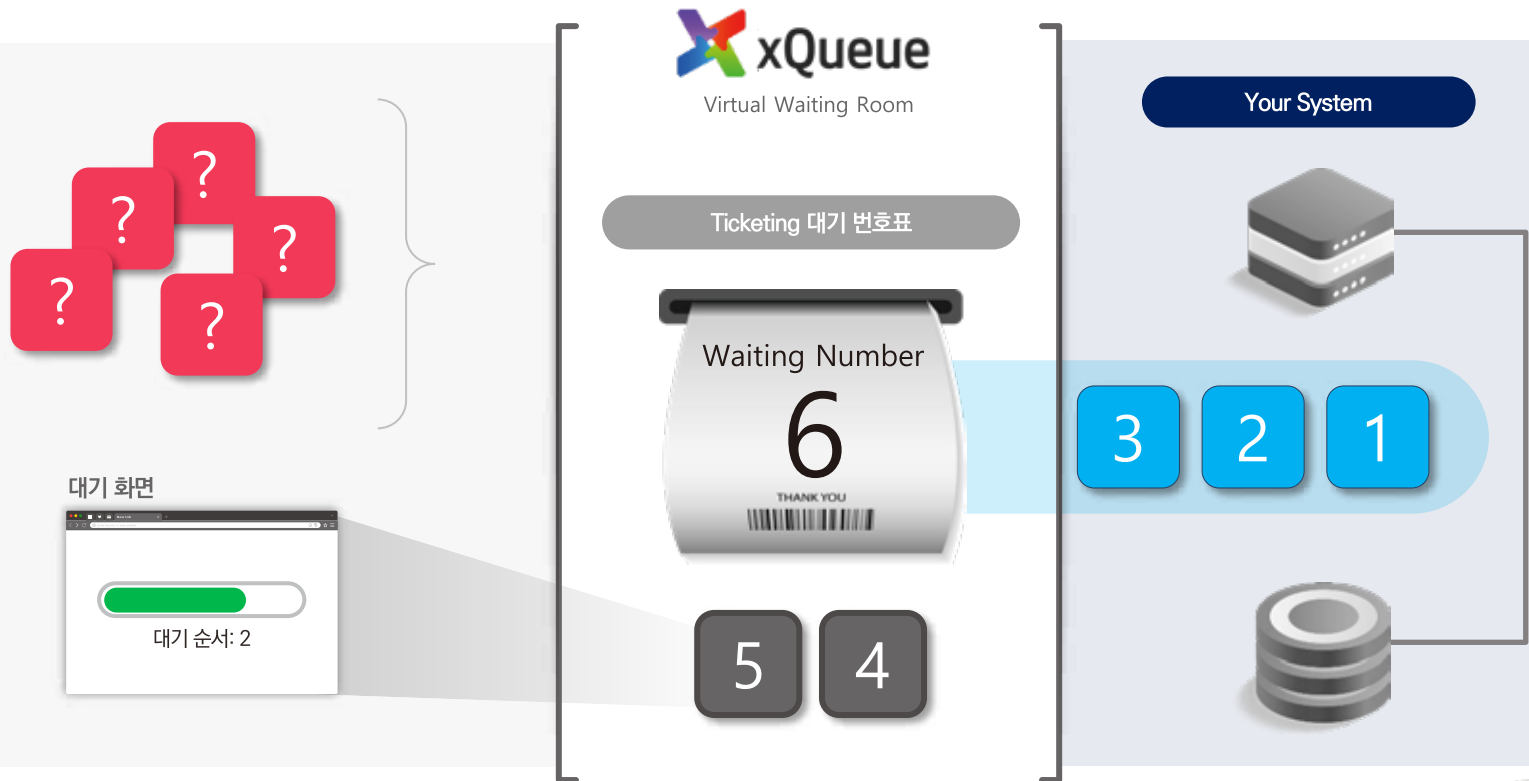 xQueue
Virtual Waiting Room
Your System
?
?
?
?
?
Ticketing 대기 번호표
Waiting Number
6
THANK YOU
3 2 1
대기 화면
대기 순서: 2
5 4